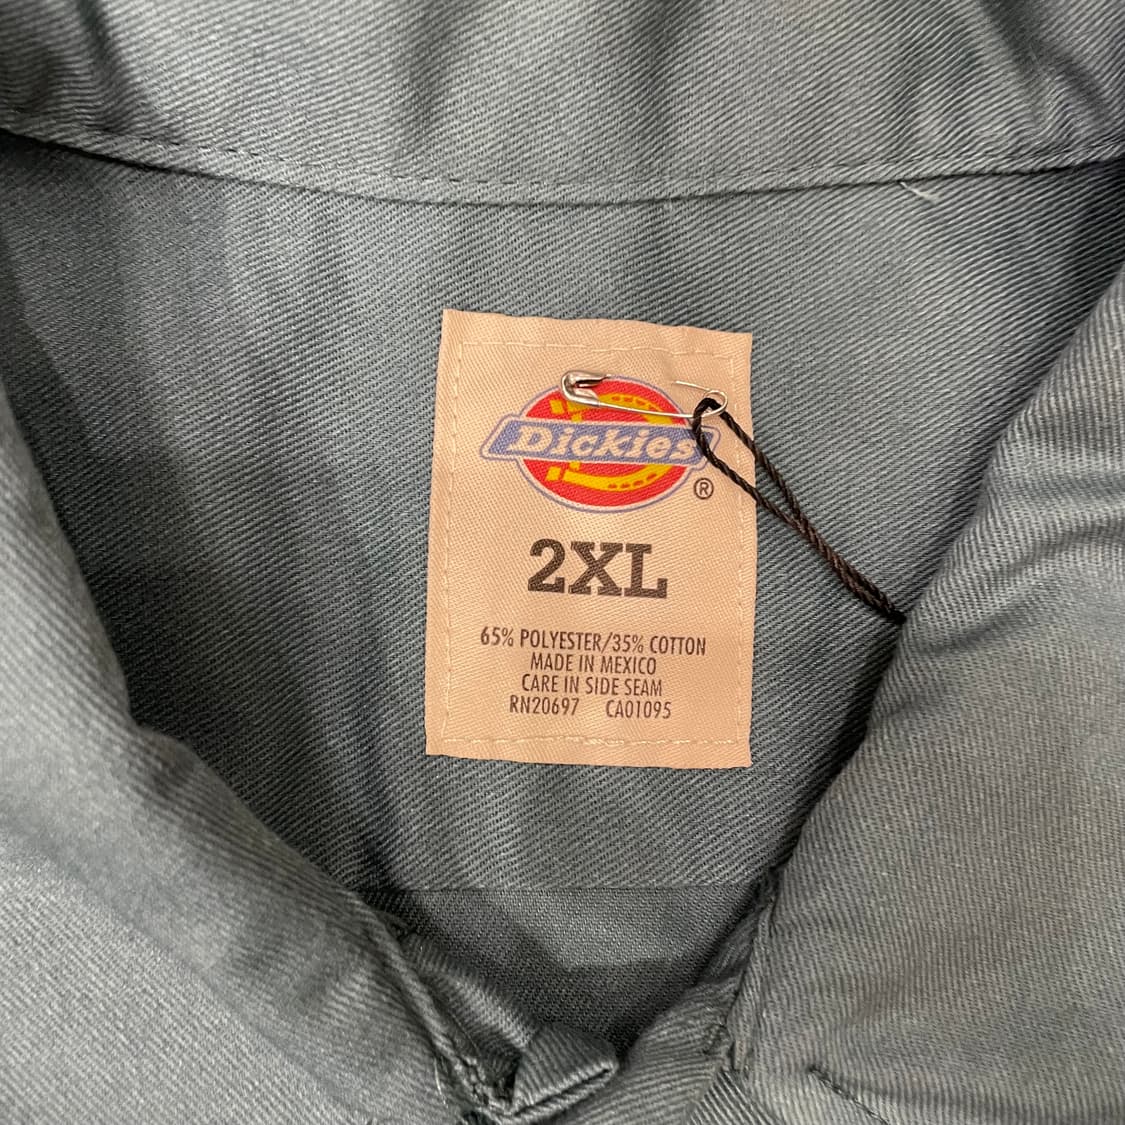 Dickies
®
2XL
65% POLYESTER/35% COTTON
MADE IN MEXICO
CARE IN SIDE SEAM
RN20697 CA01095